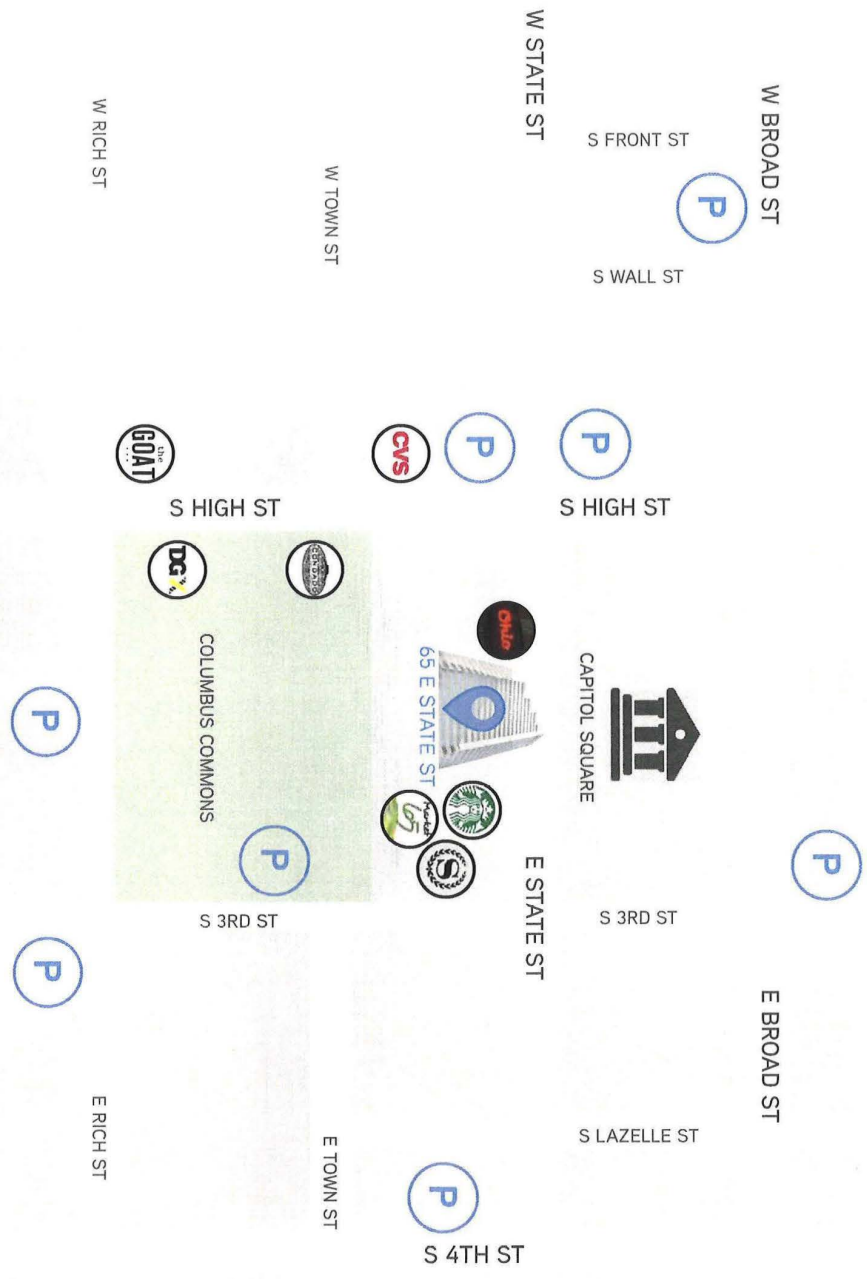 W BROAD ST
E BROAD ST
P
P
S FRONT ST
S WALL ST
P
S HIGH ST
CAPITOL SQUARE
S 3RD ST
S LAZELLE ST
W STATE ST
E STATE ST
P
Ohio
65 E STATE ST
Market
65
S
P
S 4TH ST
CVS
W TOWN ST
E TOWN ST
CONDADO
P
S HIGH ST
COLUMBUS COMMONS
S 3RD ST
DGX
the
GOAT
W RICH ST
E RICH ST
P
P